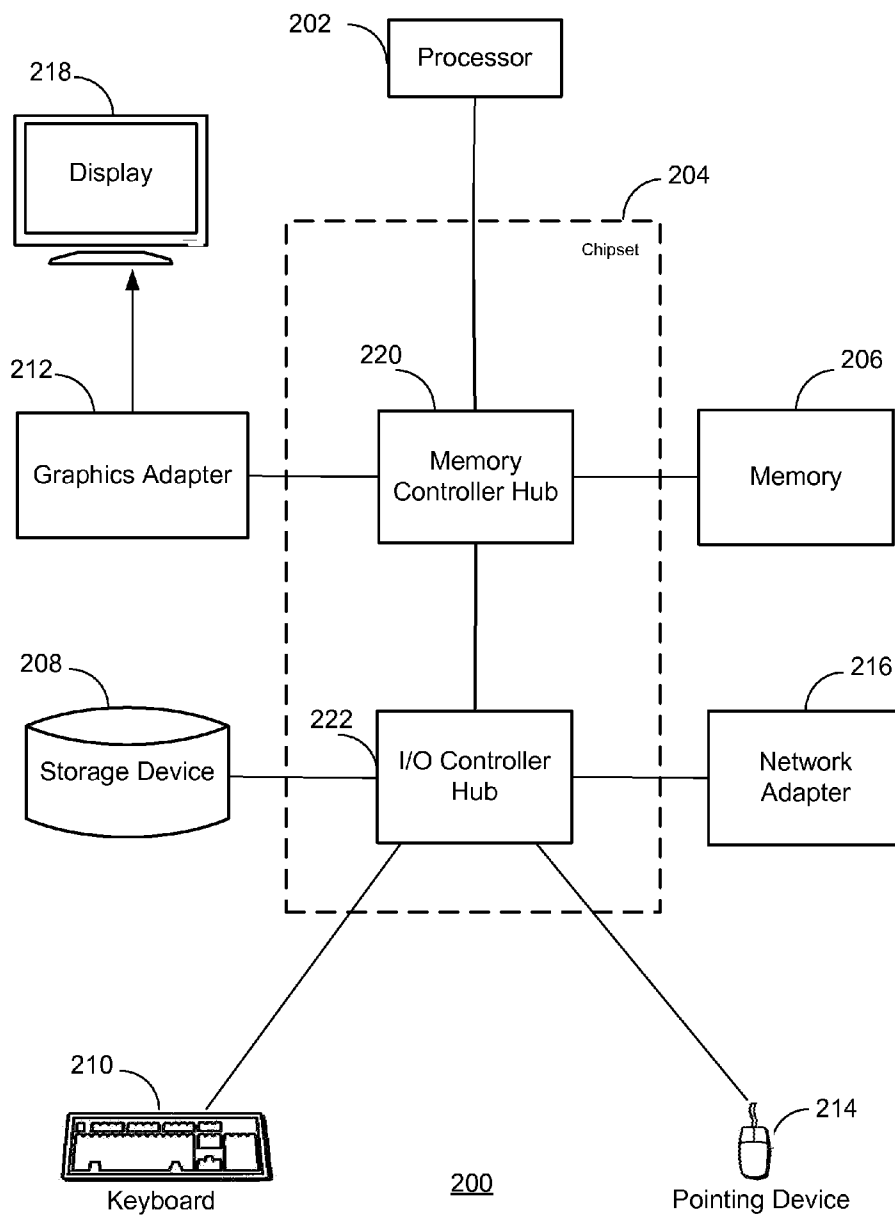 202
Processor
218
Display
204
Chipset
212
Graphics Adapter
220
Memory
Controller Hub
206
Memory
208
Storage Device
222
I/O Controller
Hub
216
Network
Adapter
210
Keyboard
200
214
Pointing Device